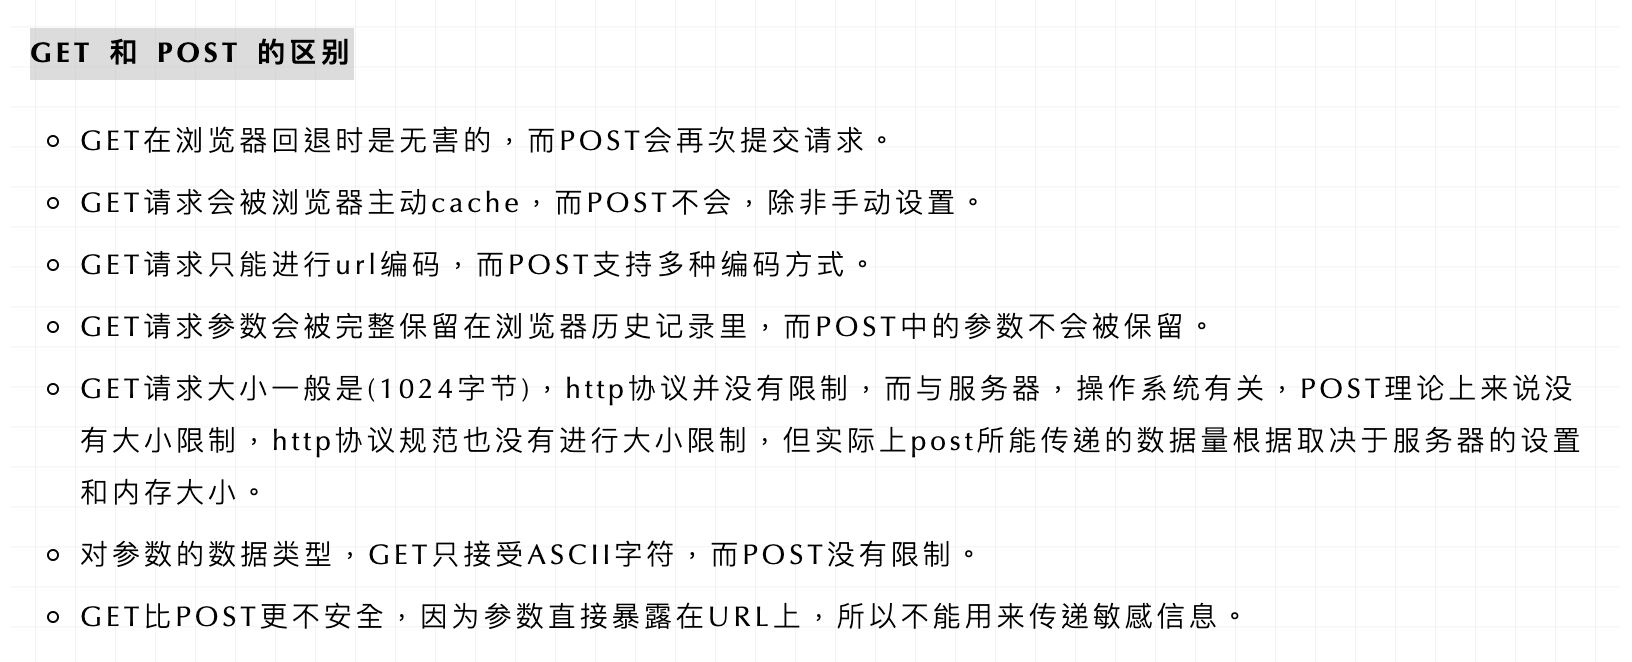 GET 和 POST 的区别
GET在浏览器回退时是无害的，而POST会再次提交请求。
GET请求会被浏览器主动cache，而POST不会，除非手动设置。
GET请求只能进行url编码，而POST支持多种编码方式。
GET请求参数会被完整保留在浏览器历史记录里，而POST中的参数不会被保留。
GET请求大小一般是(1024字节)，http协议并没有限制，而与服务器，操作系统有关，POST理论上来说没
有大小限制，http协议规范也没有进行大小限制，但实际上post所能传递的数据量根据取决于服务器的设置
和内存大小。
对参数的数据类型，GET只接受ASCII字符，而POST没有限制。
GET比POST更不安全，因为参数直接暴露在URL上，所以不能用来传递敏感信息。